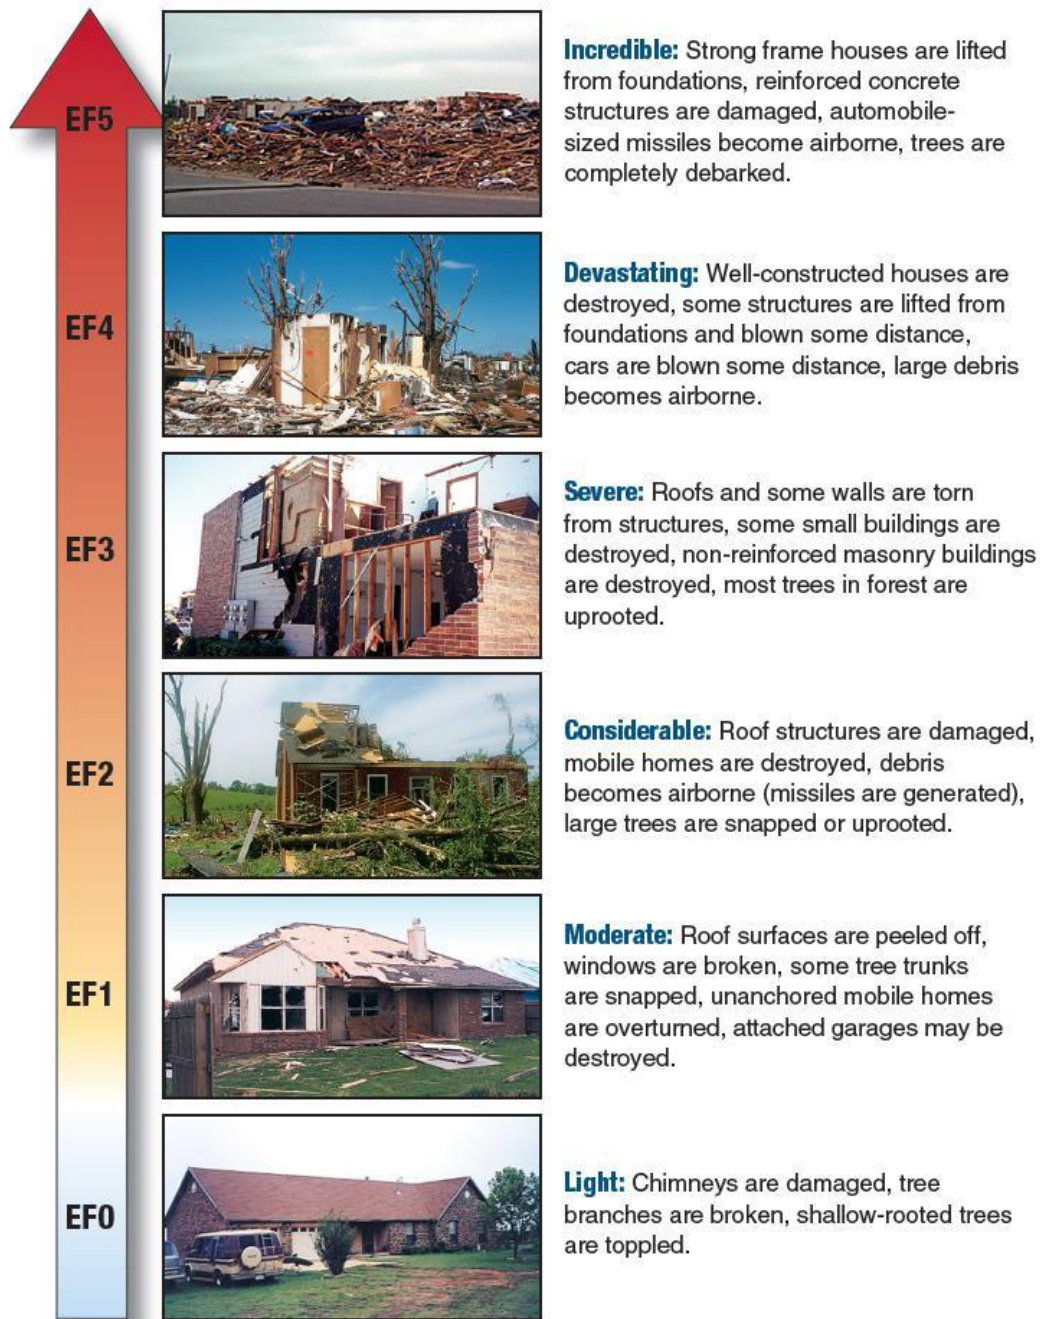 EF5
Incredible: Strong frame houses are lifted
from foundations, reinforced concrete
structures are damaged, automobile-
sized missiles become airborne, trees are
completely debarked.
EF4
Devastating: Well-constructed houses are
destroyed, some structures are lifted from
foundations and blown some distance,
cars are blown some distance, large debris
becomes airborne.
EF3
Severe: Roofs and some walls are torn
from structures, some small buildings are
destroyed, non-reinforced masonry buildings
are destroyed, most trees in forest are
uprooted.
EF2
Considerable: Roof structures are damaged,
mobile homes are destroyed, debris
becomes airborne (missiles are generated),
large trees are snapped or uprooted.
EF1
Moderate: Roof surfaces are peeled off,
windows are broken, some tree trunks
are snapped, unanchored mobile homes
are overturned, attached garages may be
destroyed.
EF0
Light: Chimneys are damaged, tree
branches are broken, shallow-rooted trees
are toppled.